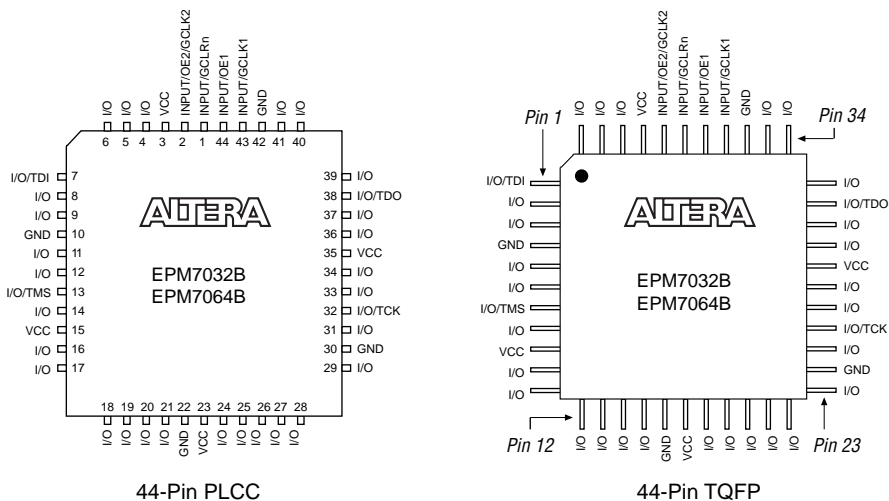 I/O
I/O
I/O
VCC
INPUT/OE2/GCLK2
INPUT/GCLRn
INPUT/OE1
INPUT/GCLK1
GND
I/O
I/O
6 5 4 3 2 1 44 43 42 41 40
I/O/TDI 7
I/O 8
I/O 9
GND 10
I/O 11
I/O 12
I/O/TMS 13
I/O 14
VCC 15
I/O 16
I/O 17
ALTERA
EPM7032B
EPM7064B
39 I/O
38 I/O/TDO
37 I/O
36 I/O
35 VCC
34 I/O
33 I/O
32 I/O/TCK
31 I/O
30 GND
29 I/O
18 19 20 21 22 23 24 25 26 27 28
I/O
I/O
I/O
I/O
GND
VCC
I/O
I/O
I/O
I/O
I/O
44-Pin PLCC
Pin 1
I/O
I/O
I/O
VCC
INPUT/OE2/GCLK2
INPUT/GCLRn
INPUT/OE1
INPUT/GCLK1
GND
I/O
I/O
Pin 34
I/O/TDI
I/O
I/O
GND
I/O
I/O
I/O/TMS
I/O
VCC
I/O
I/O
ALTERA
EPM7032B
EPM7064B
I/O
I/O/TDO
I/O
I/O
VCC
I/O
I/O
I/O/TCK
I/O
GND
I/O
Pin 12
I/O
I/O
I/O
I/O
GND
VCC
I/O
I/O
I/O
I/O
I/O
Pin 23
44-Pin TQFP